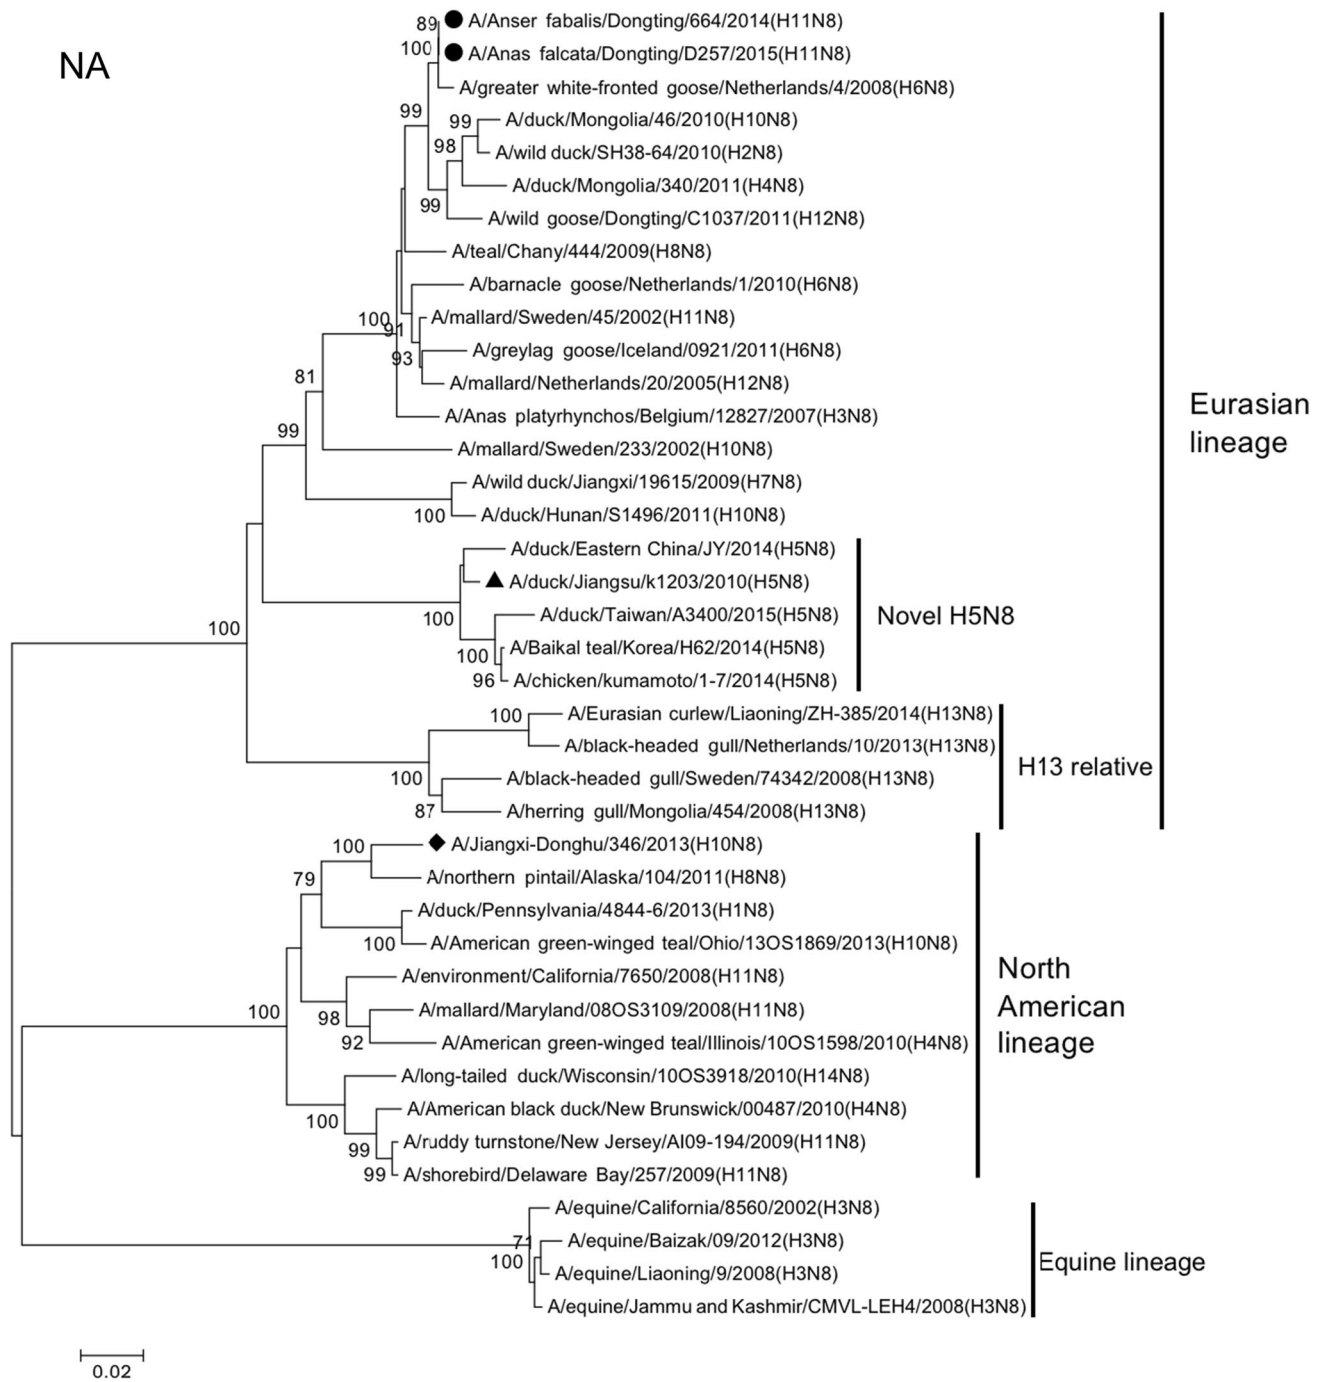 NA
89
A/Anser fabalis/Dongting/664/2014(H11N8)
100
A/Anas falcata/Dongting/D257/2015(H11N8)
A/greater white-fronted goose/Netherlands/4/2008(H6N8)
99
99
A/duck/Mongolia/46/2010(H10N8)
98
A/wild duck/SH38-64/2010(H2N8)
A/duck/Mongolia/340/2011(H4N8)
99
A/wild goose/Dongting/C1037/2011(H12N8)
A/teal/Chany/444/2009(H8N8)
A/barnacle goose/Netherlands/1/2010(H6N8)
100
91
A/mallard/Sweden/45/2002(H11N8)
93
A/greylag goose/Iceland/0921/2011(H6N8)
81
A/mallard/Netherlands/20/2005(H12N8)
99
A/Anas platyrhynchos/Belgium/12827/2007(H3N8)
A/mallard/Sweden/233/2002(H10N8)
A/wild duck/Jiangxi/19615/2009(H7N8)
100
A/duck/Hunan/S1496/2011(H10N8)
Eurasian
lineage
A/duck/Eastern China/JY/2014(H5N8)
A/duck/Jiangsu/k1203/2010(H5N8)
100
A/duck/Taiwan/A3400/2015(H5N8)
100
A/Baikal teal/Korea/H62/2014(H5N8)
100
96
A/chicken/kumamoto/1-7/2014(H5N8)
Novel H5N8
100
A/Eurasian curlew/Liaoning/ZH-385/2014(H13N8)
A/black-headed gull/Netherlands/10/2013(H13N8)
100
A/black-headed gull/Sweden/74342/2008(H13N8)
87
A/herring gull/Mongolia/454/2008(H13N8)
H13 relative
100
A/Jiangxi-Donghu/346/2013(H10N8)
79
A/northern pintail/Alaska/104/2011(H8N8)
A/duck/Pennsylvania/4844-6/2013(H1N8)
100
A/American green-winged teal/Ohio/13OS1869/2013(H10N8)
A/environment/California/7650/2008(H11N8)
100
98
A/mallard/Maryland/08OS3109/2008(H11N8)
92
A/American green-winged teal/Illinois/10OS1598/2010(H4N8)
A/long-tailed duck/Wisconsin/10OS3918/2010(H14N8)
100
A/American black duck/New Brunswick/00487/2010(H4N8)
99
A/ruddy turnstone/New Jersey/AI09-194/2009(H11N8)
99
A/shorebird/Delaware Bay/257/2009(H11N8)
North
American
lineage
A/equine/California/8560/2002(H3N8)
71
A/equine/Baizak/09/2012(H3N8)
100
A/equine/Liaoning/9/2008(H3N8)
A/equine/Jammu and Kashmir/CMVL-LEH4/2008(H3N8)
Equine lineage
0.02